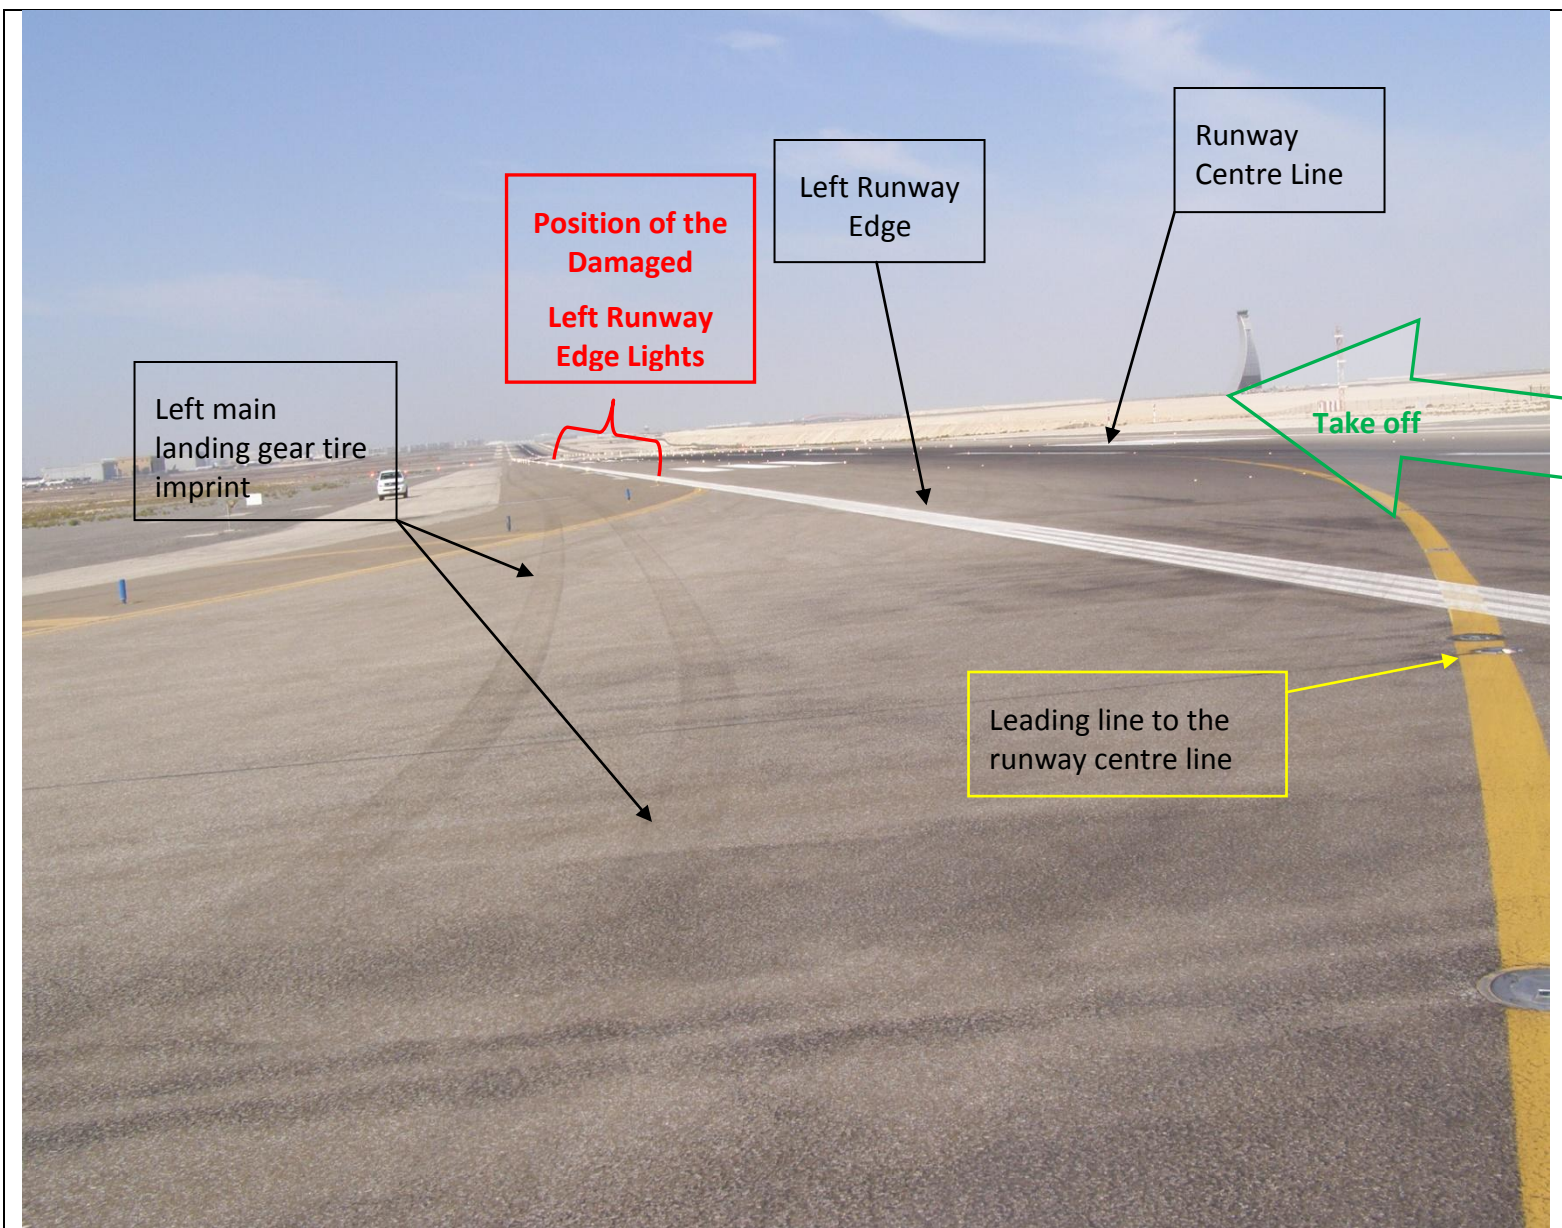 Runway
Centre Line
Left Runway
Edge
Position of the
Damaged
Left Runway
Edge Lights
Left main
landing gear tire
imprint
Take off
Leading line to the
runway centre line